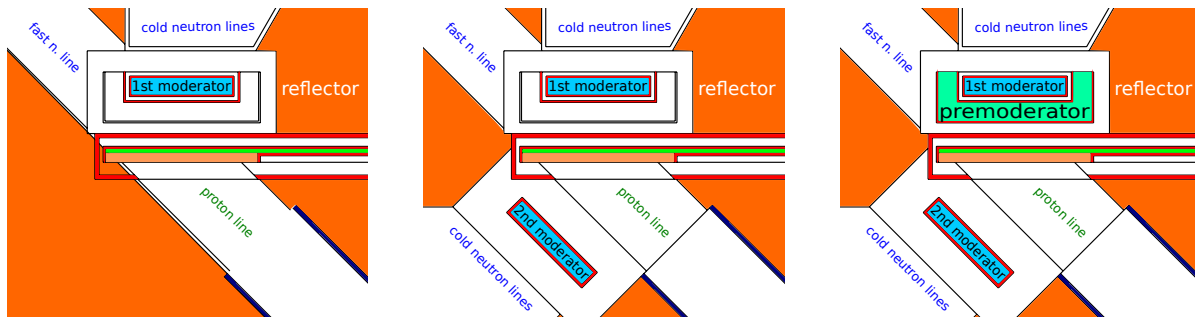 cold neutron lines
fast n. line
1st moderator
reflector
proton line
cold neutron lines
fast n. line
1st moderator
reflector
proton line
2nd moderator
cold neutron lines
cold neutron lines
fast n. line
1st moderator
reflector
premoderator
proton line
2nd moderator
cold neutron lines